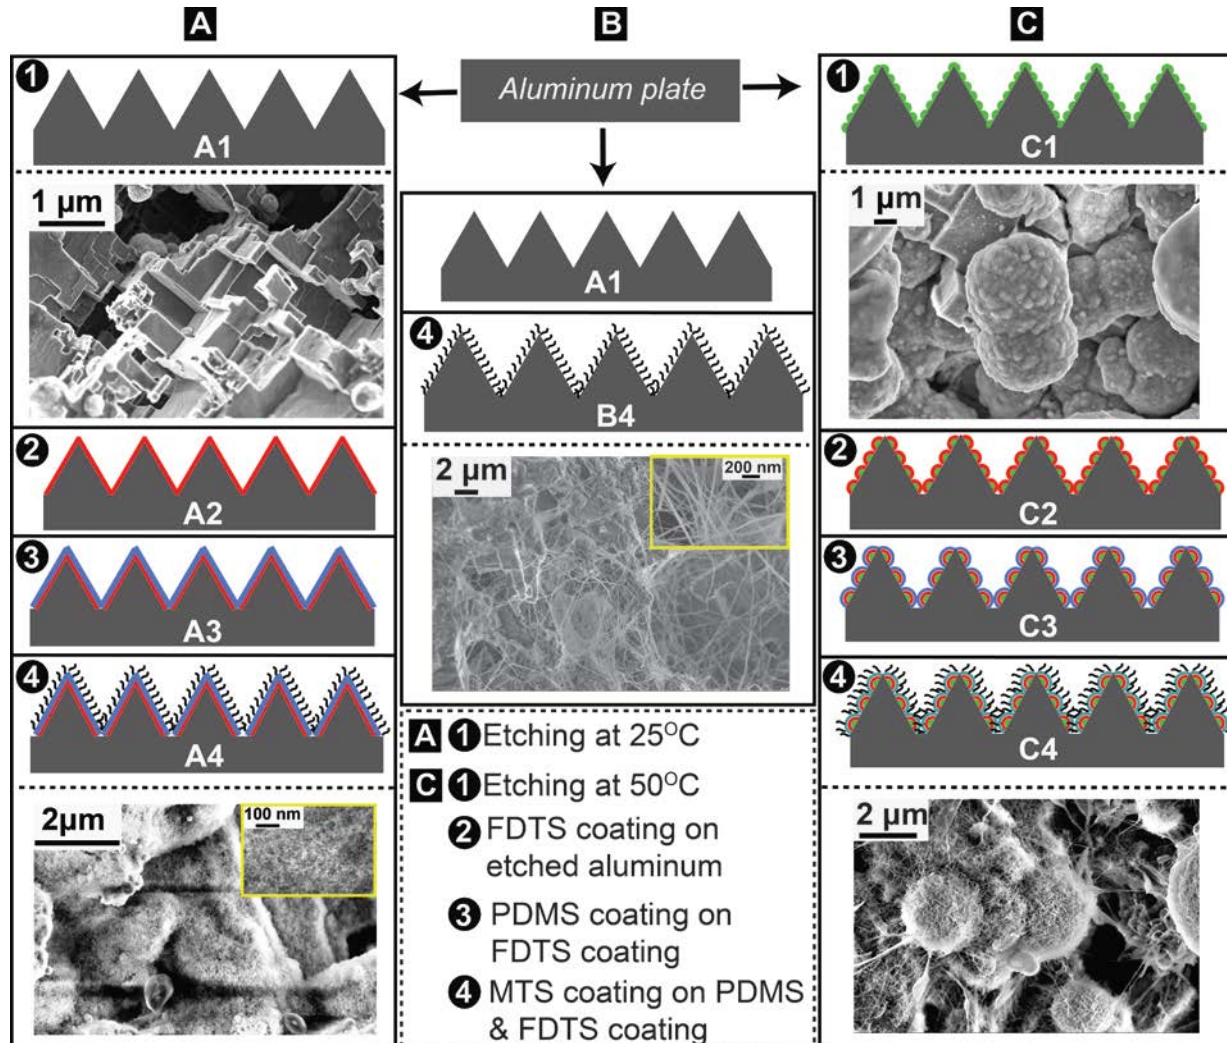 A
B
C
1
A1
Aluminum plate
1
C1
1 µm
1 µm
A1
4
B4
2
A2
2 µm
200 nm
2
C2
3
A3
3
C3
4
A4
4
C4
A 1 Etching at 25°C
C 1 Etching at 50°C
2 FDTS coating on
etched aluminum
3 PDMS coating on
FDTS coating
4 MTS coating on PDMS
& FDTS coating
2µm
100 nm
2 µm